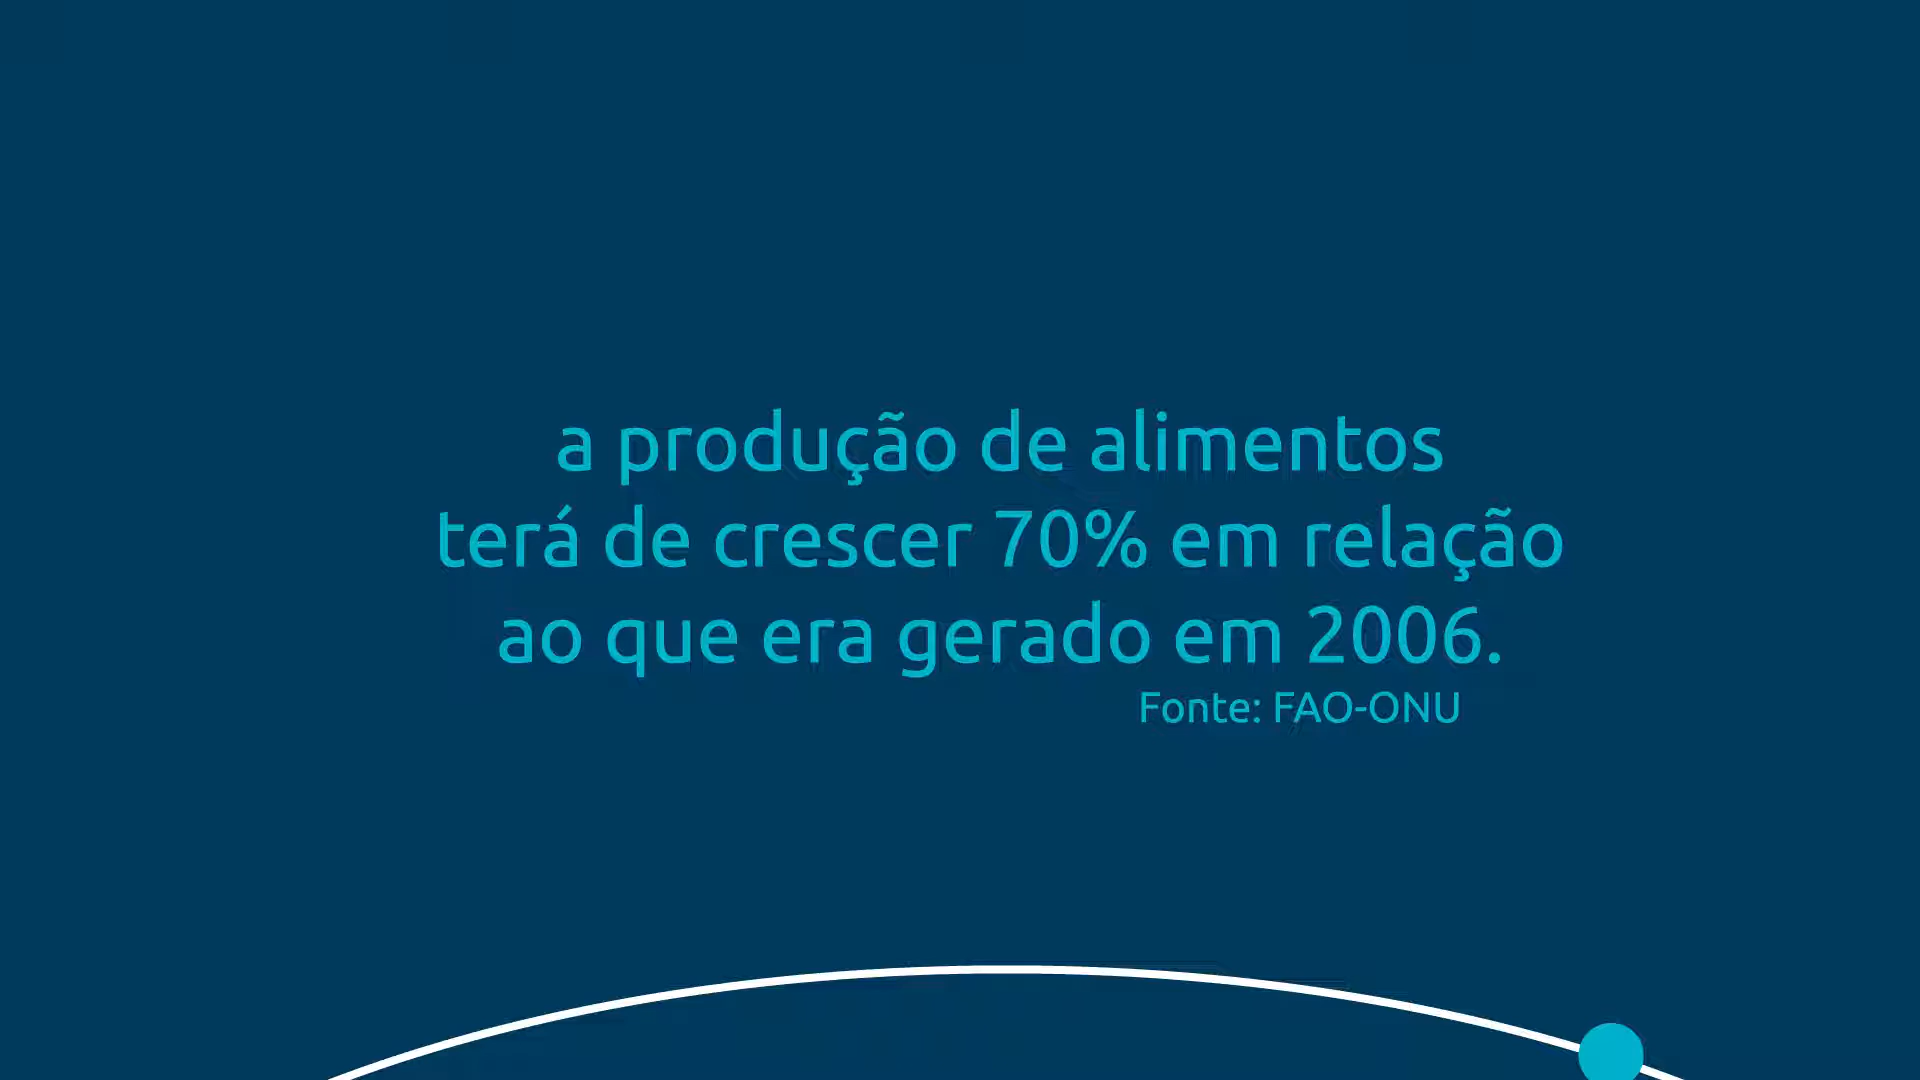 a produção de alimentos
terá de crescer 70% em relação
ao que era gerado em 2006.
Fonte: FAO-ONU